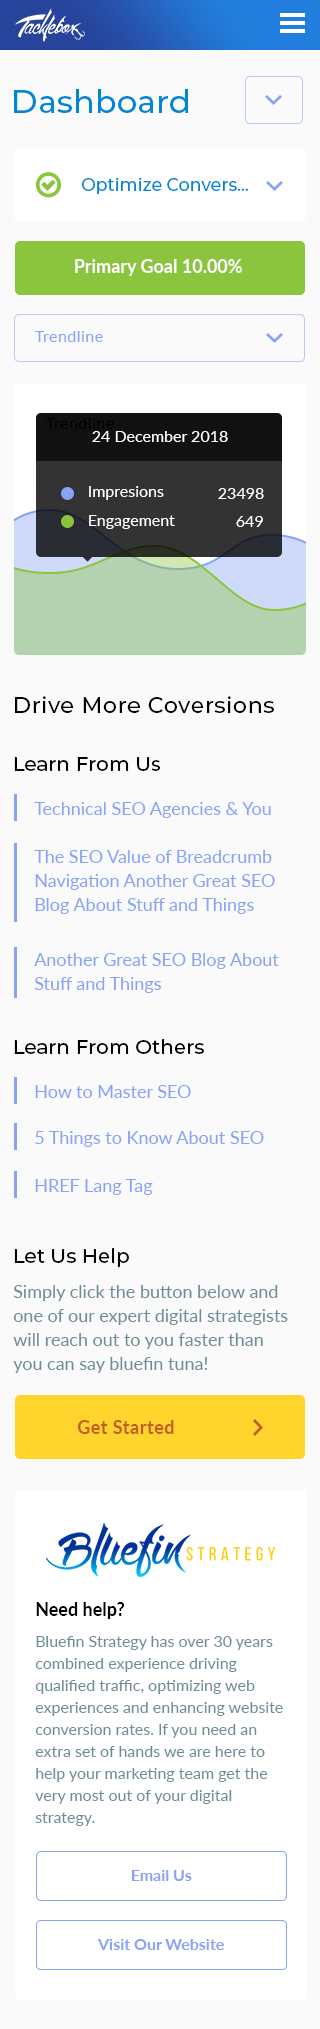 Tacklebox
Dashboard
Optimize Convers...
Primary Goal 10.00%
Trendline
Trendline
24 December 2018
Impresions 23498
Engagement 649
Drive More Coversions
Learn From Us
Technical SEO Agencies & You
The SEO Value of Breadcrumb
Navigation Another Great SEO
Blog About Stuff and Things
Another Great SEO Blog About
Stuff and Things
Learn From Others
How to Master SEO
5 Things to Know About SEO
HREF Lang Tag
Let Us Help
Simply click the button below and
one of our expert digital strategists
will reach out to you faster than
you can say bluefin tuna!
Get Started
Bluefin STRATEGY
Need help?
Bluefin Strategy has over 30 years
combined experience driving
qualified traffic, optimizing web
experiences and enhancing website
conversion rates. If you need an
extra set of hands we are here to
help your marketing team get the
very most out of your digital
strategy.
Email Us
Visit Our Website